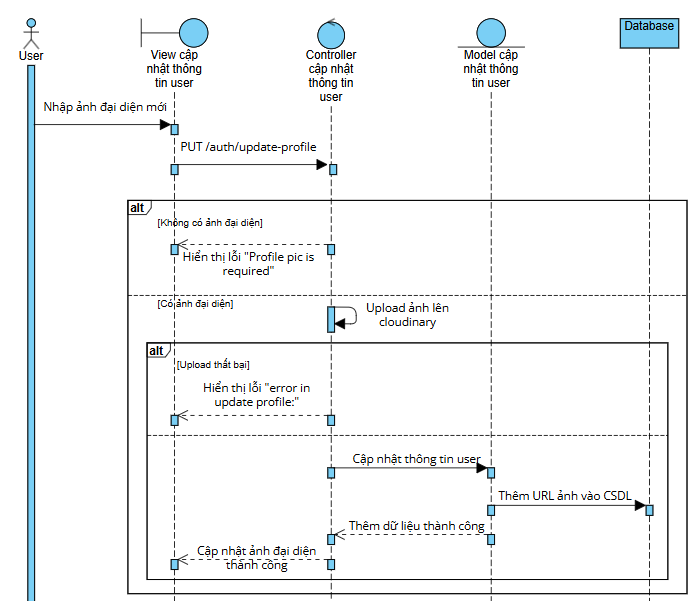 User
View cập
nhật thông
tin user
Controller
cập nhật
thông tin
user
Model cập
nhật thông
tin user
Database
Nhập ảnh đại diện mới
PUT /auth/update-profile
alt
[Không có ảnh đại diện]
Hiển thị lỗi "Profile pic is
required"
[Có ảnh đại diện]
Upload ảnh lên
cloudinary
alt
[Upload thất bại]
Hiển thị lỗi "error in
update profile:"
Cập nhật thông tin user
Thêm URL ảnh vào CSDL
Thêm dữ liệu thành công
Cập nhật ảnh đại diện
thành công